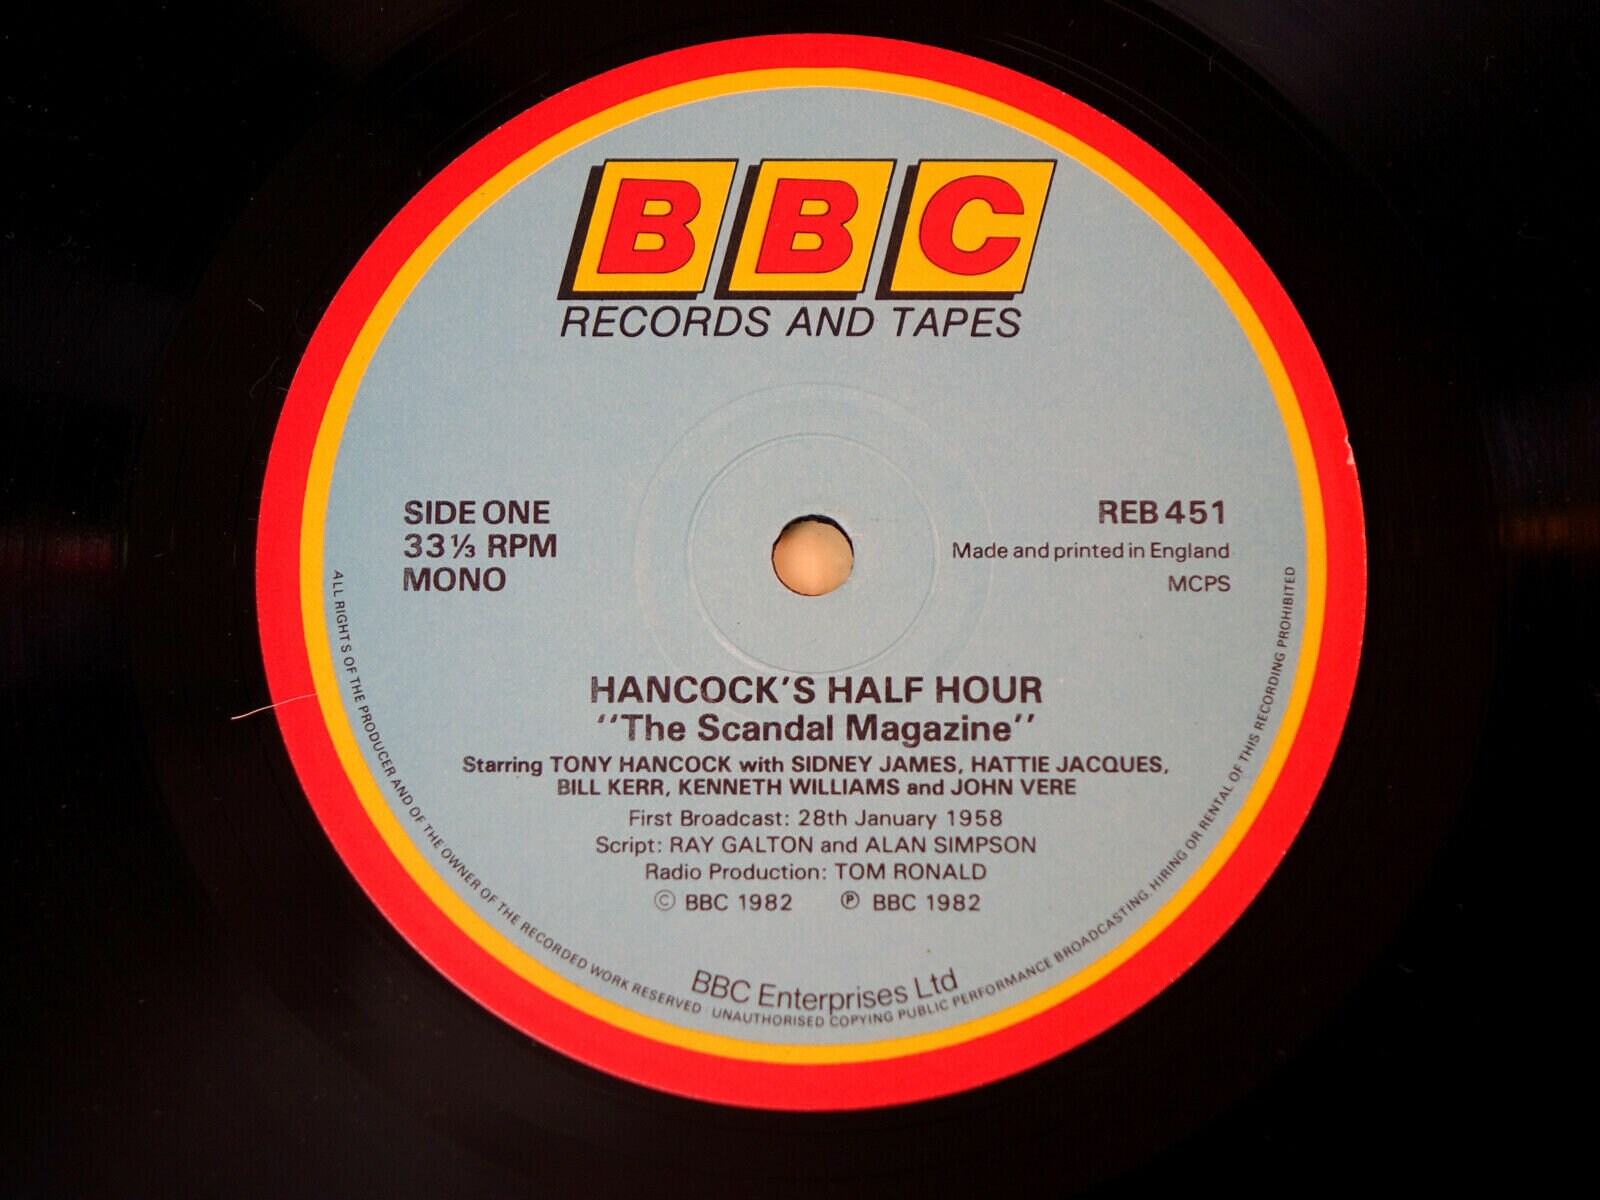 BBC
RECORDS AND TAPES
SIDE ONE
33⅓ RPM
MONO
REB 451
Made and printed in England
MCPS
HANCOCK'S HALF HOUR
"The Scandal Magazine"
Starring TONY HANCOCK with SIDNEY JAMES, HATTIE JACQUES,
BILL KERR, KENNETH WILLIAMS and JOHN VERE
First Broadcast: 28th January 1958
Script: RAY GALTON and ALAN SIMPSON
Radio Production: TOM RONALD
© BBC 1982 ℗ BBC 1982
BBC Enterprises Ltd
ALL RIGHTS OF THE PRODUCER AND OF THE OWNER OF THE RECORDED WORK RESERVED · UNAUTHORISED COPYING PUBLIC PERFORMANCE BROADCASTING, HIRING OR RENTAL OF THIS RECORDING PROHIBITED